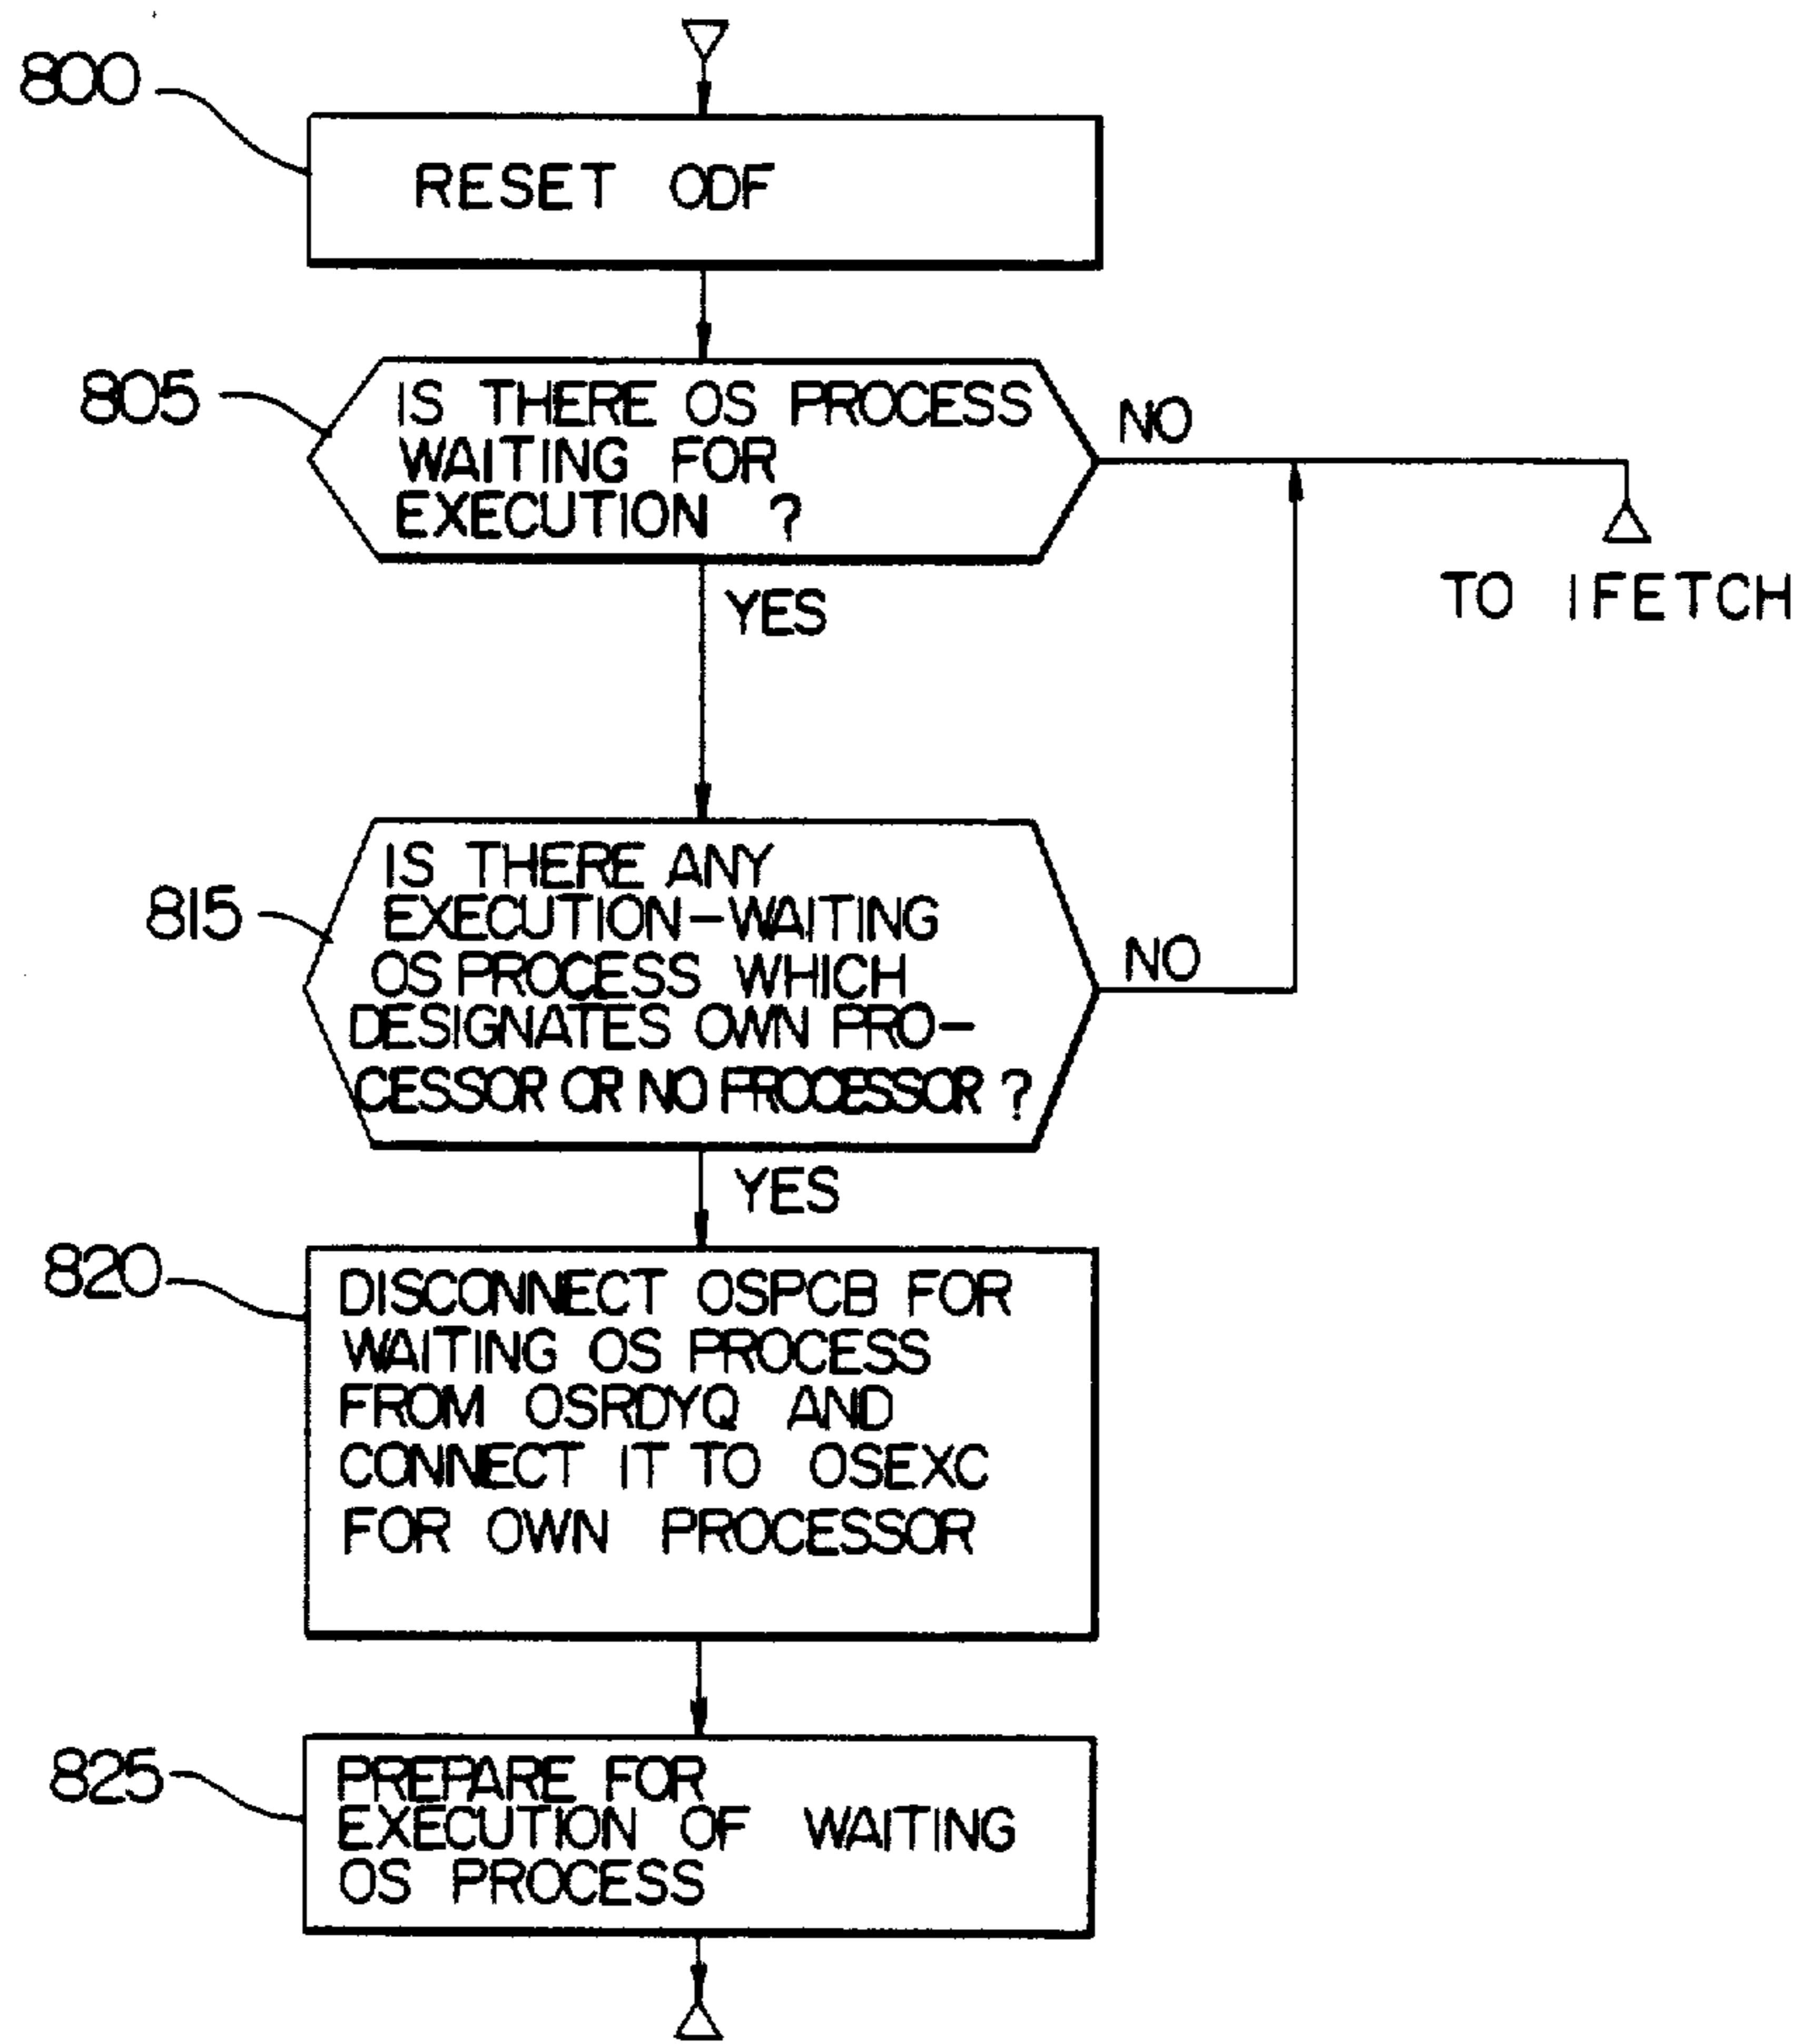 800
RESET ODF
805
IS THERE OS PROCESS
WAITING FOR
EXECUTION ?
NO
TO IFETCH
YES
815
IS THERE ANY
EXECUTION-WAITING
OS PROCESS WHICH
DESIGNATES OWN PRO-
CESSOR OR NO PROCESSOR ?
NO
YES
820
DISCONNECT OSPCB FOR
WAITING OS PROCESS
FROM OSRDYQ AND
CONNECT IT TO OSEXC
FOR OWN PROCESSOR
825
PREPARE FOR
EXECUTION OF WAITING
OS PROCESS